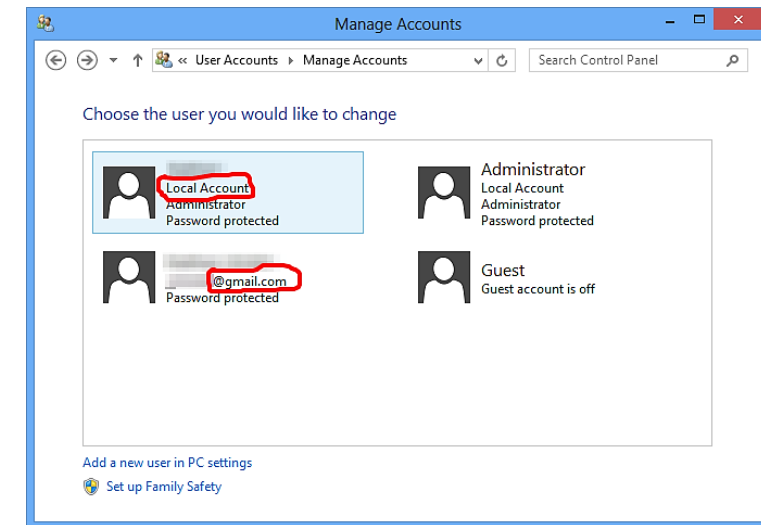 Manage Accounts
« User Accounts Manage Accounts
Search Control Panel
Choose the user you would like to change
Local Account
Administrator
Password protected
Administrator
Local Account
Administrator
Password protected
@gmail.com
Password protected
Guest
Guest account is off
Add a new user in PC settings
Set up Family Safety